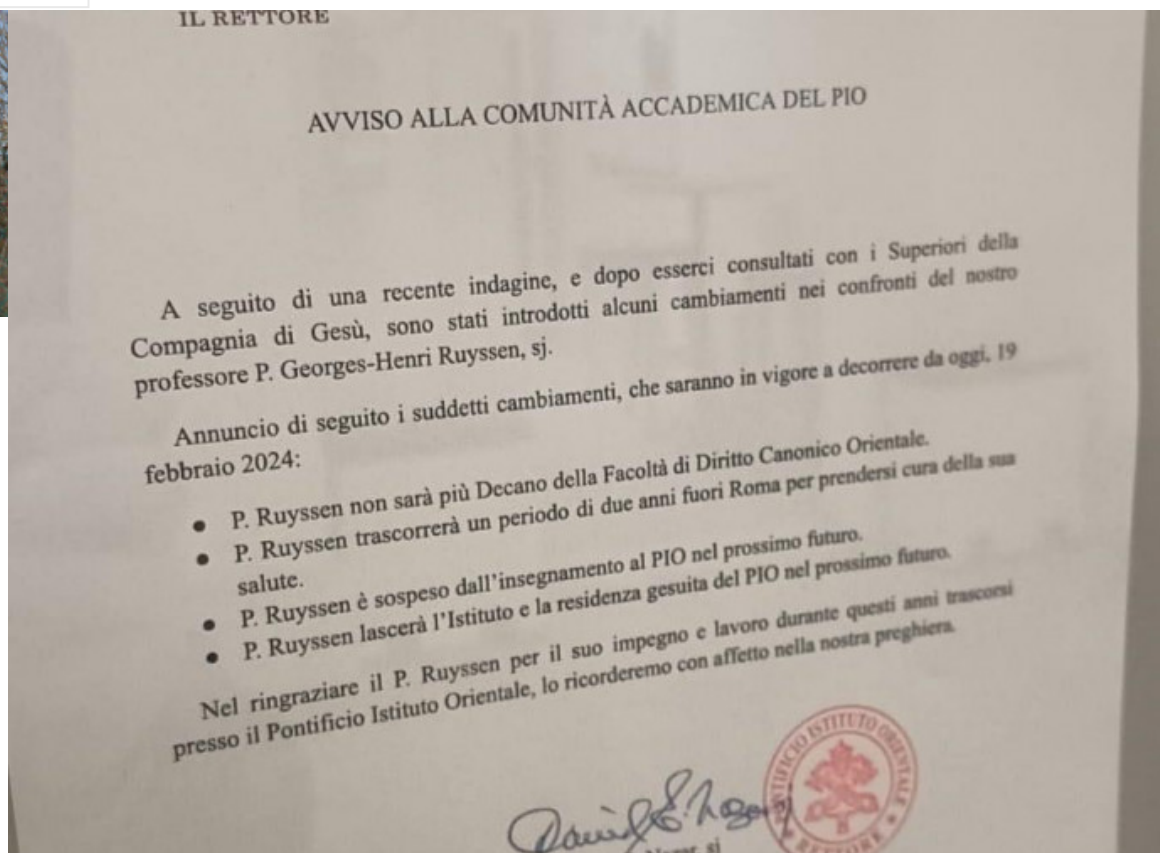 IL RETTORE
AVVISO ALLA COMUNITÀ ACCADEMICA DEL PIO
A seguito di una recente indagine, e dopo esserci consultati con i Superiori della
Compagnia di Gesù, sono stati introdotti alcuni cambiamenti nei confronti del nostro
professore P. Georges-Henri Ruyssen, sj.
Annuncio di seguito i suddetti cambiamenti, che saranno in vigore a decorrere da oggi, 19
febbraio 2024:
• P. Ruyssen non sarà più Decano della Facoltà di Diritto Canonico Orientale.
• P. Ruyssen trascorrerà un periodo di due anni fuori Roma per prendersi cura della sua
salute.
• P. Ruyssen è sospeso dall'insegnamento al PIO nel prossimo futuro.
• P. Ruyssen lascerà l'Istituto e la residenza gesuita del PIO nel prossimo futuro.
Nel ringraziare il P. Ruyssen per il suo impegno e lavoro durante questi anni trascorsi
presso il Pontificio Istituto Orientale, lo ricorderemo con affetto nella nostra preghiera.
PONTIFICIO ISTITUTO ORIENTALE
RETTORE
sj